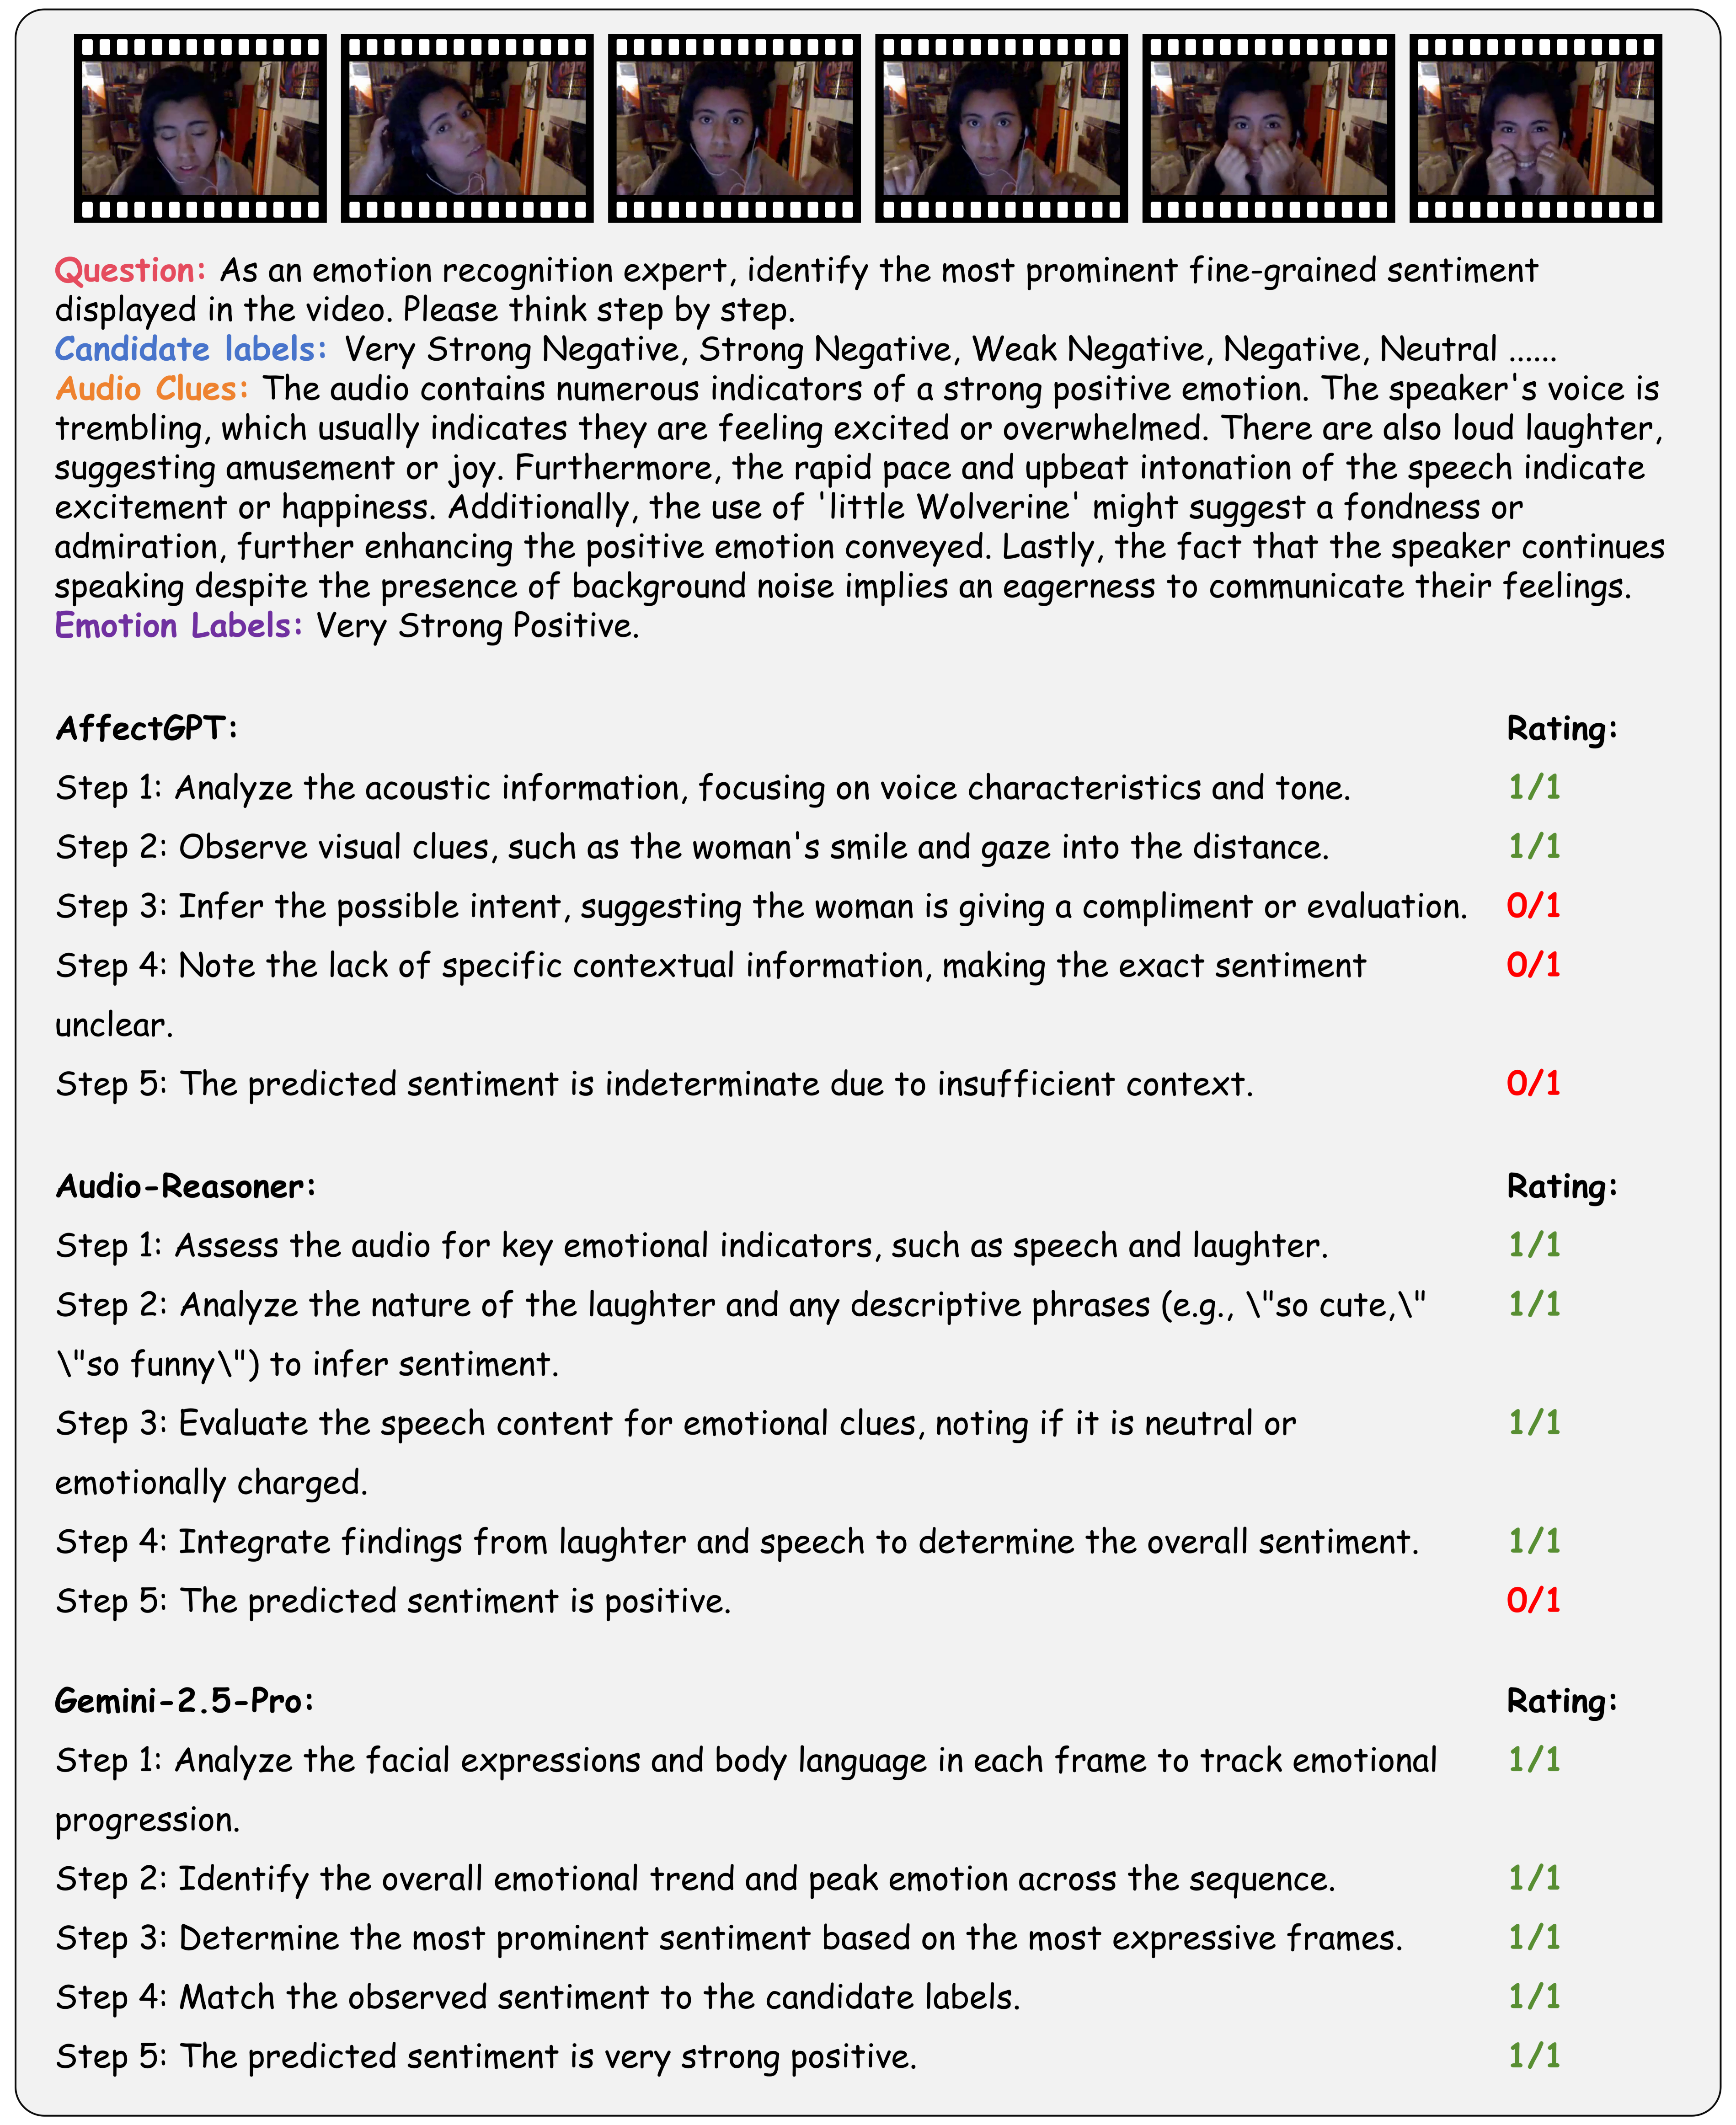 Question: As an emotion recognition expert, identify the most prominent fine-grained sentiment
displayed in the video. Please think step by step.
Candidate labels: Very Strong Negative, Strong Negative, Weak Negative, Negative, Neutral ......
Audio Clues: The audio contains numerous indicators of a strong positive emotion. The speaker's voice is
trembling, which usually indicates they are feeling excited or overwhelmed. There are also loud laughter,
suggesting amusement or joy. Furthermore, the rapid pace and upbeat intonation of the speech indicate
excitement or happiness. Additionally, the use of 'little Wolverine' might suggest a fondness or
admiration, further enhancing the positive emotion conveyed. Lastly, the fact that the speaker continues
speaking despite the presence of background noise implies an eagerness to communicate their feelings.
Emotion Labels: Very Strong Positive.
AffectGPT: Rating:
Step 1: Analyze the acoustic information, focusing on voice characteristics and tone. 1/1
Step 2: Observe visual clues, such as the woman's smile and gaze into the distance. 1/1
Step 3: Infer the possible intent, suggesting the woman is giving a compliment or evaluation. 0/1
Step 4: Note the lack of specific contextual information, making the exact sentiment 0/1
unclear.
Step 5: The predicted sentiment is indeterminate due to insufficient context. 0/1
Audio-Reasoner: Rating:
Step 1: Assess the audio for key emotional indicators, such as speech and laughter. 1/1
Step 2: Analyze the nature of the laughter and any descriptive phrases (e.g., \"so cute,\" 1/1
\"so funny\") to infer sentiment.
Step 3: Evaluate the speech content for emotional clues, noting if it is neutral or 1/1
emotionally charged.
Step 4: Integrate findings from laughter and speech to determine the overall sentiment. 1/1
Step 5: The predicted sentiment is positive. 0/1
Gemini-2.5-Pro: Rating:
Step 1: Analyze the facial expressions and body language in each frame to track emotional 1/1
progression.
Step 2: Identify the overall emotional trend and peak emotion across the sequence. 1/1
Step 3: Determine the most prominent sentiment based on the most expressive frames. 1/1
Step 4: Match the observed sentiment to the candidate labels. 1/1
Step 5: The predicted sentiment is very strong positive. 1/1